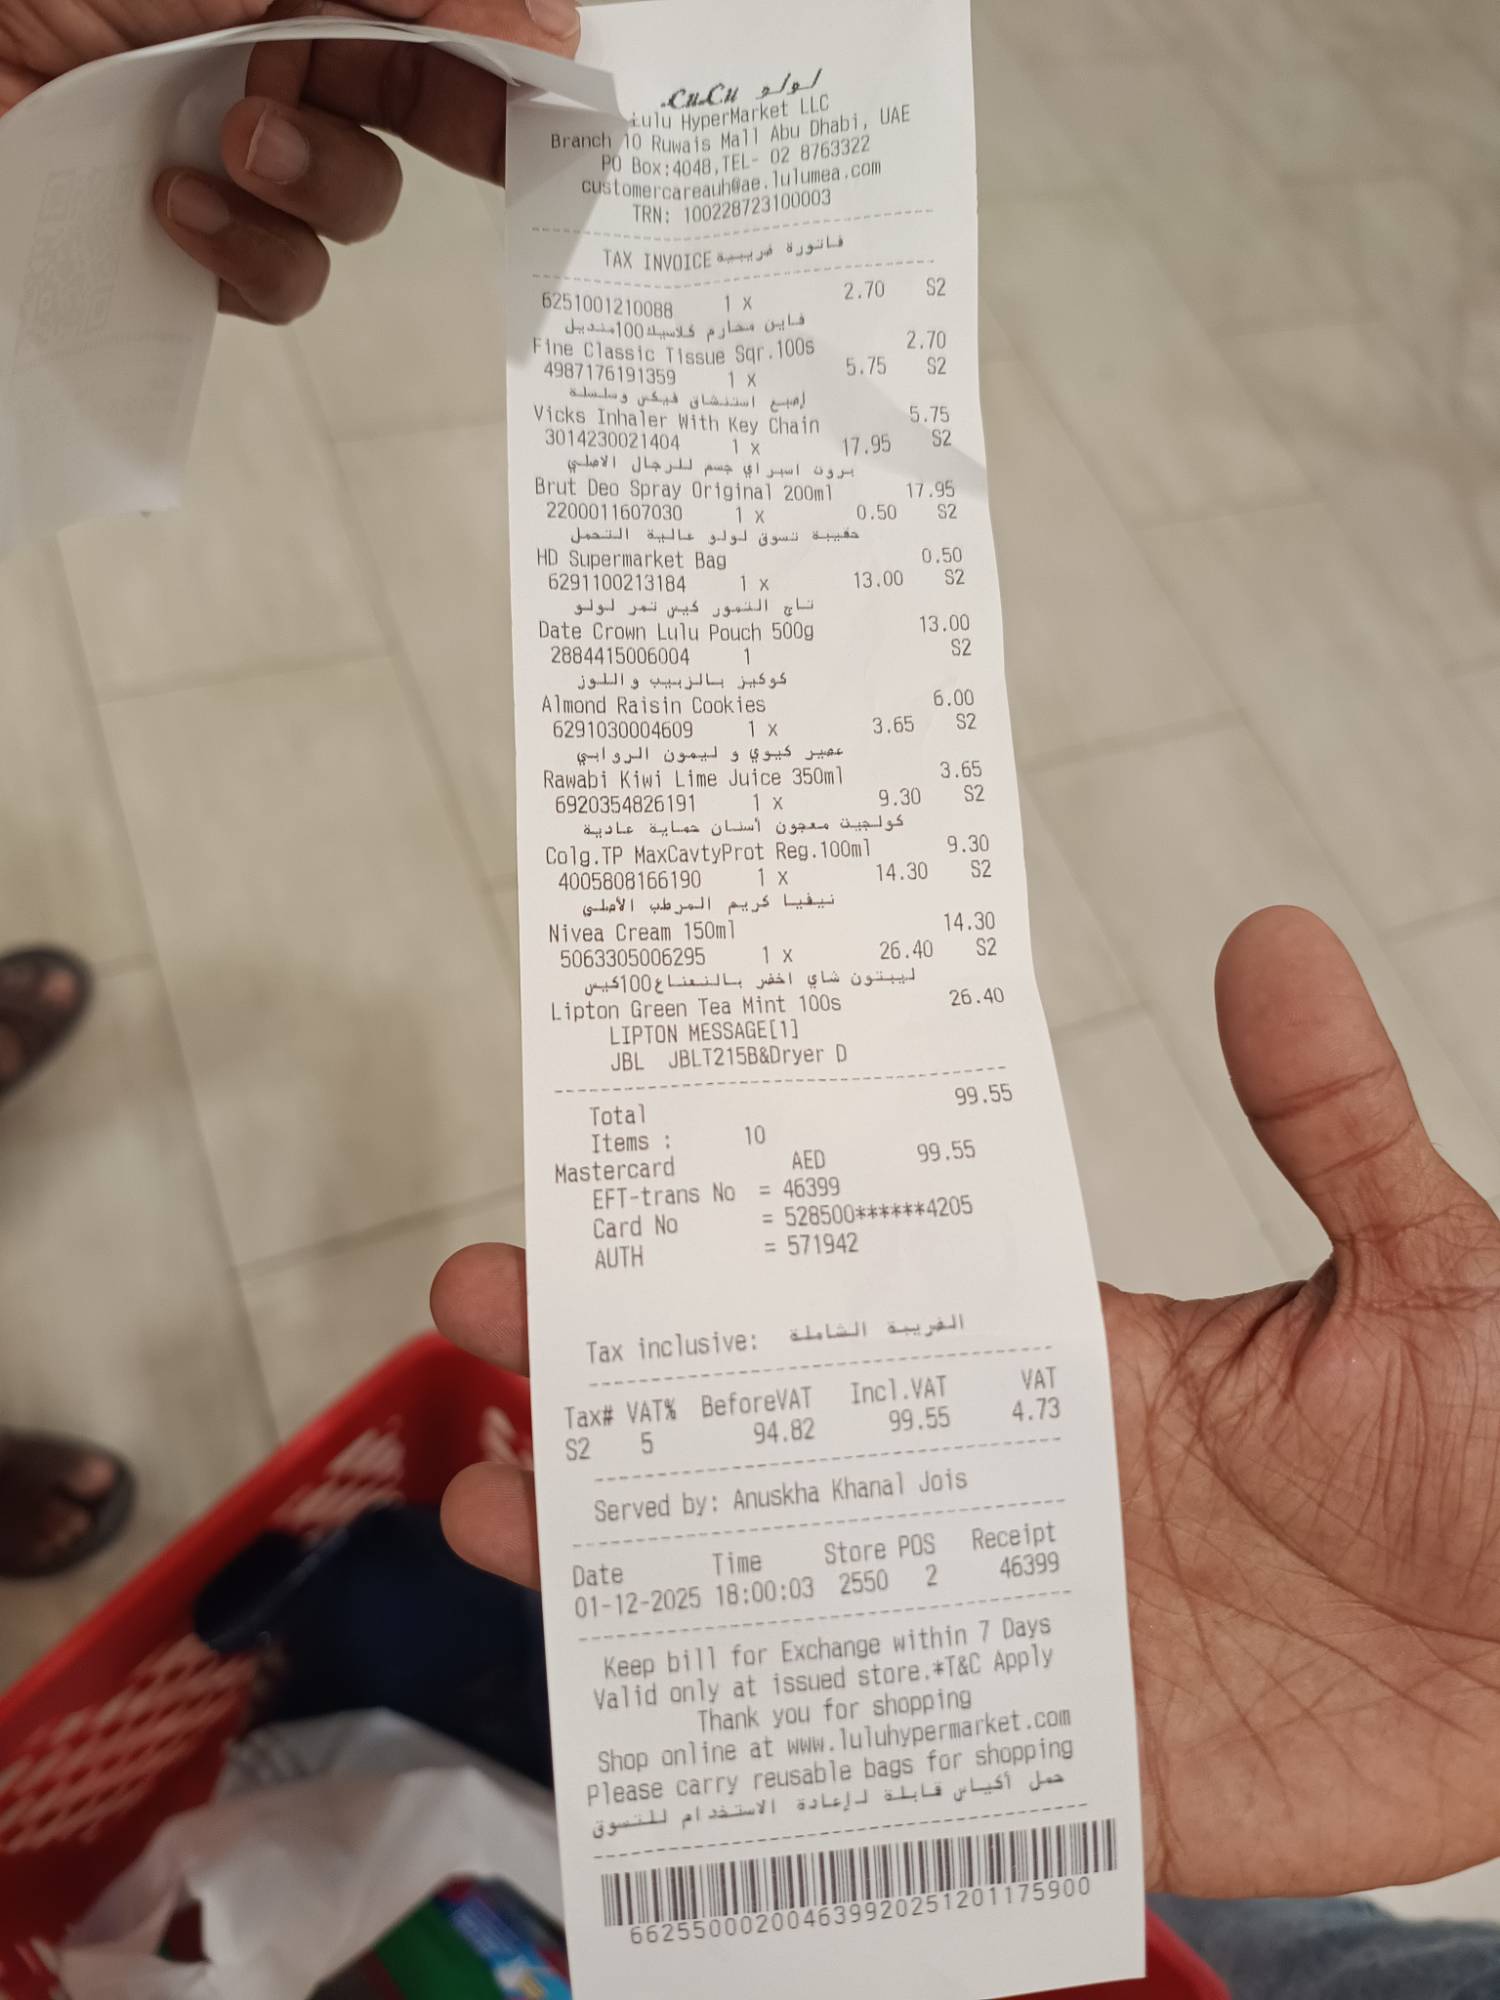 LuLu لولو
Lulu HyperMarket LLC
Branch 10 Ruwais Mall Abu Dhabi, UAE
PO Box:4048,TEL- 02 8763322
customercareauh@ae.lulumea.com
TRN: 100228723100003
TAX INVOICE فاتورة ضريبية
6251001210088 1 x 2.70 S2
فاين محارم كلاسيك100منديل
Fine Classic Tissue Sqr.100s 2.70
4987176191359 1 x 5.75 S2
إصبع استنشاق فيكس وسلسلة
Vicks Inhaler With Key Chain 5.75
3014230021404 1 x 17.95 S2
بروت اسبراي جسم للرجال الاصلي
Brut Deo Spray Original 200ml 17.95
2200011607030 1 x 0.50 S2
حقيبة تسوق لولو عالية التحمل
HD Supermarket Bag 0.50
6291100213184 1 x 13.00 S2
تاج التمور كيس تمر لولو
Date Crown Lulu Pouch 500g 13.00
2884415006004 1 S2
كوكيز بالزبيب واللوز
Almond Raisin Cookies 6.00
6291030004609 1 x 3.65 S2
عصير كيوي و ليمون الروابي
Rawabi Kiwi Lime Juice 350ml 3.65
6920354826191 1 x 9.30 S2
كولجيت معجون أسنان حماية عادية
Colg.TP MaxCavtyProt Reg.100ml 9.30
4005808166190 1 x 14.30 S2
نيفيا كريم المرطب الأصلي
Nivea Cream 150ml 14.30
5063305006295 1 x 26.40 S2
ليبتون شاي اخضر بالنعناع100كيس
Lipton Green Tea Mint 100s 26.40
LIPTON MESSAGE[1]
JBL JBLT215B&Dryer D
Total 99.55
Items : 10
Mastercard AED 99.55
EFT-trans No = 46399
Card No = 528500******4205
AUTH = 571942
Tax inclusive: الضريبة الشاملة
Tax# VAT% BeforeVAT Incl.VAT VAT
S2 5 94.82 99.55 4.73
Served by: Anuskha Khanal Jois
Date Time Store POS Receipt
01-12-2025 18:00:03 2550 2 46399
Keep bill for Exchange within 7 Days
Valid only at issued store.*T&C Apply
Thank you for shopping
Shop online at www.luluhypermarket.com
Please carry reusable bags for shopping
حمل أكياس قابلة لإعادة الاستخدام للتسوق
6625500020046399202512011759​00